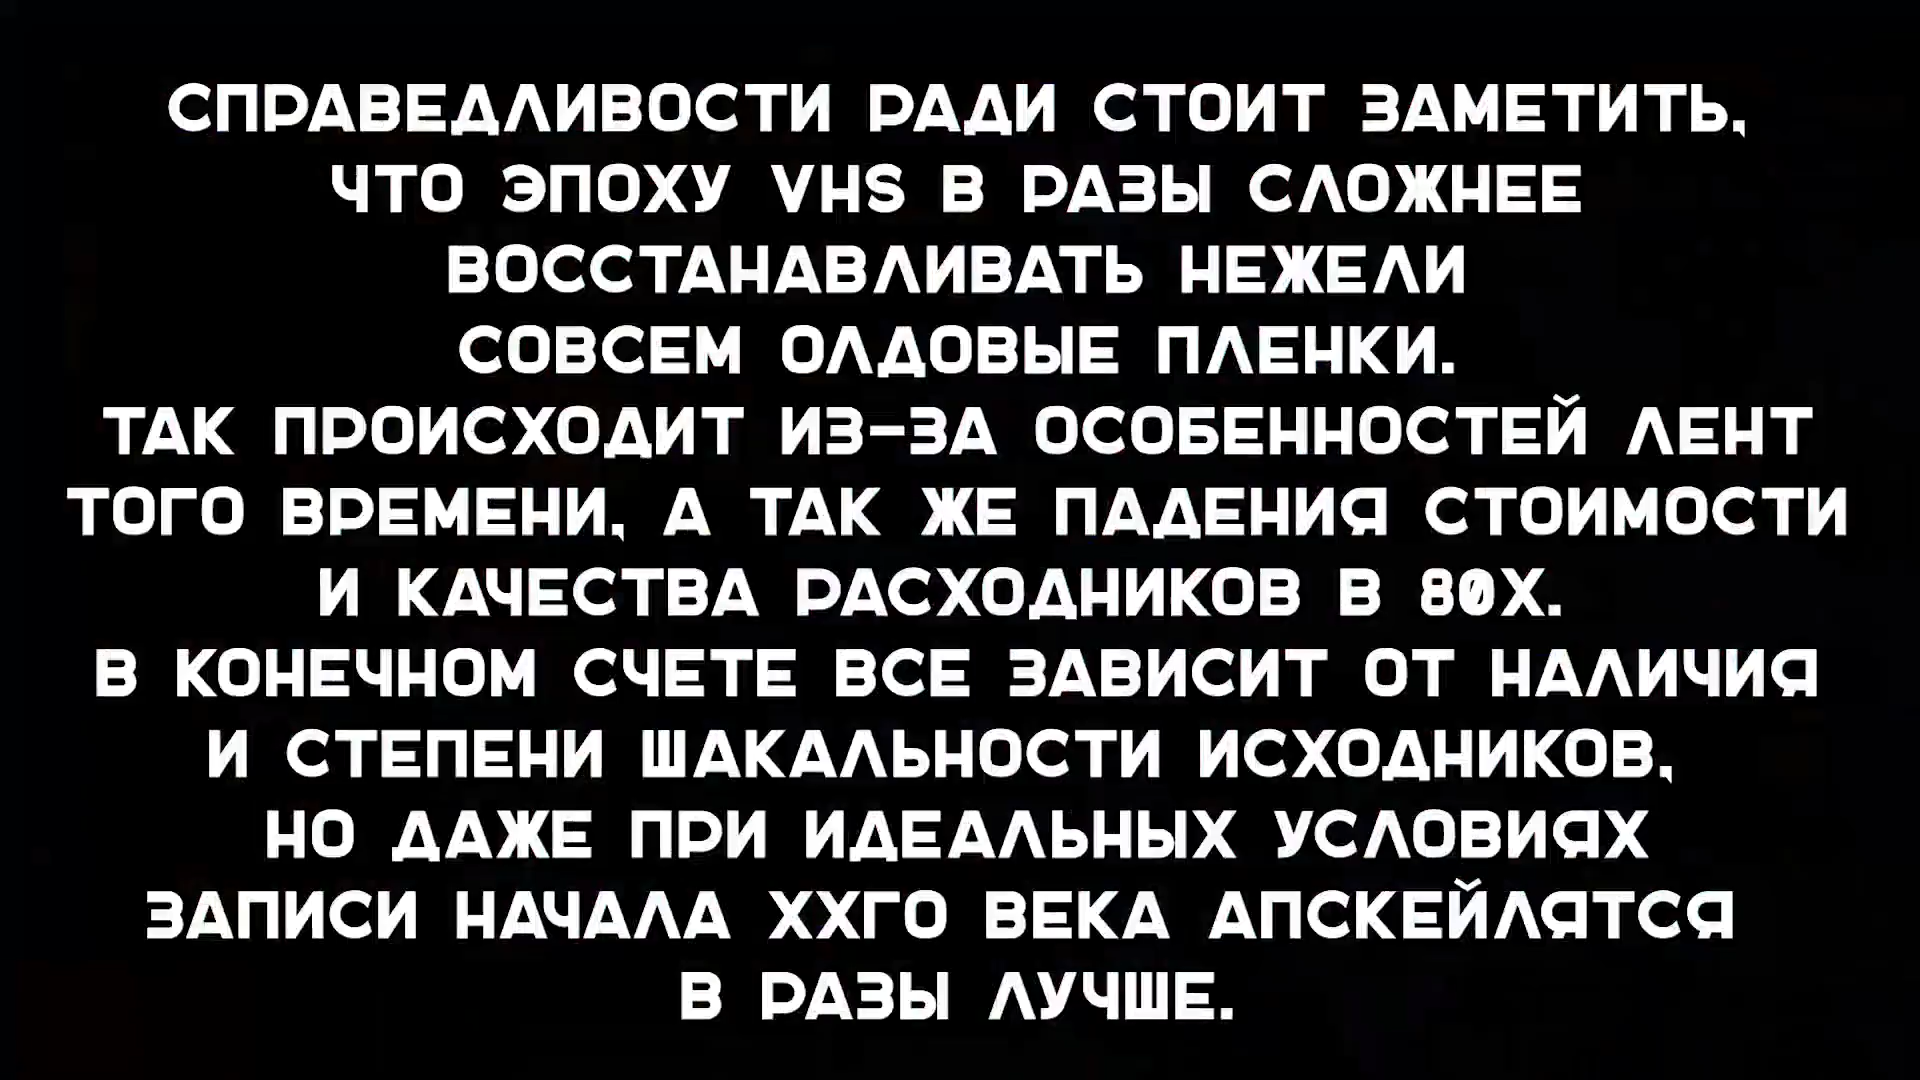 СПРАВЕДЛИВОСТИ РАДИ СТОИТ ЗАМЕТИТЬ,
ЧТО ЭПОХУ VHS В РАЗЫ СЛОЖНЕЕ
ВОССТАНАВЛИВАТЬ НЕЖЕЛИ
СОВСЕМ ОЛДОВЫЕ ПЛЕНКИ.
ТАК ПРОИСХОДИТ ИЗ-ЗА ОСОБЕННОСТЕЙ ЛЕНТ
ТОГО ВРЕМЕНИ, А ТАК ЖЕ ПАДЕНИЯ СТОИМОСТИ
И КАЧЕСТВА РАСХОДНИКОВ В 80Х.
В КОНЕЧНОМ СЧЕТЕ ВСЕ ЗАВИСИТ ОТ НАЛИЧИЯ
И СТЕПЕНИ ШАКАЛЬНОСТИ ИСХОДНИКОВ,
НО ДАЖЕ ПРИ ИДЕАЛЬНЫХ УСЛОВИЯХ
ЗАПИСИ НАЧАЛА ХХГО ВЕКА АПСКЕЙЛЯТСЯ
В РАЗЫ ЛУЧШЕ.